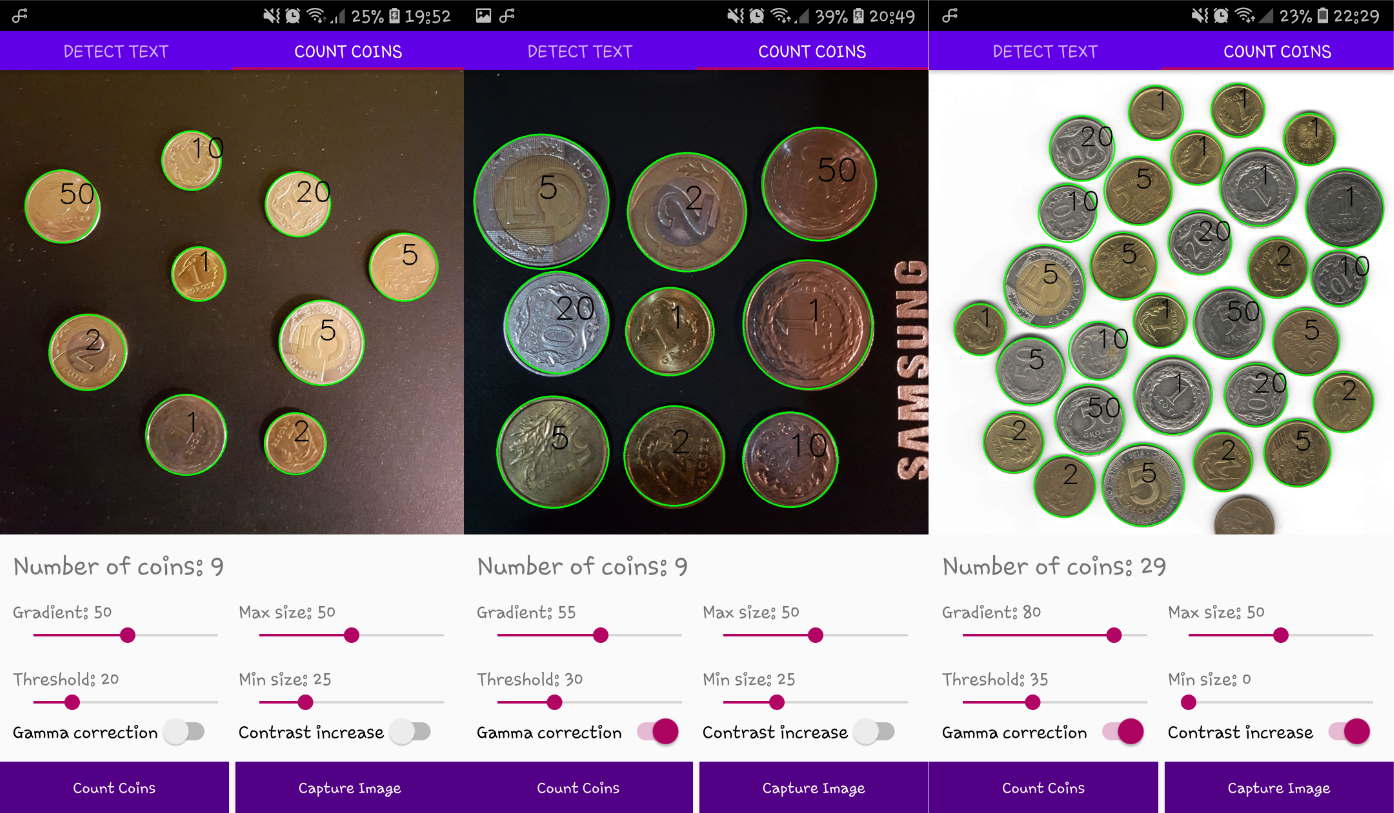 25% 19:52
DETECT TEXT COUNT COINS
10
50
20
1
5
5
2
1
2
Number of coins: 9
Gradient: 50 Max size: 50
Threshold: 20 Min size: 25
Gamma correction Contrast increase
Count Coins Capture Image
39% 20:49
DETECT TEXT COUNT COINS
5
2
50
20
1
1
SAMSUNG
5
2
10
Number of coins: 9
Gradient: 55 Max size: 50
Threshold: 30 Min size: 25
Gamma correction Contrast increase
Count Coins Capture Image
23% 22:29
DETECT TEXT COUNT COINS
1
1
20
1
1
5
1
10
1
20
5
2
10
5
1
1
50
5
10
5
1
20
2
50
2
5
2
2
5
Number of coins: 29
Gradient: 80 Max size: 50
Threshold: 35 Min size: 0
Gamma correction Contrast increase
Count Coins Capture Image